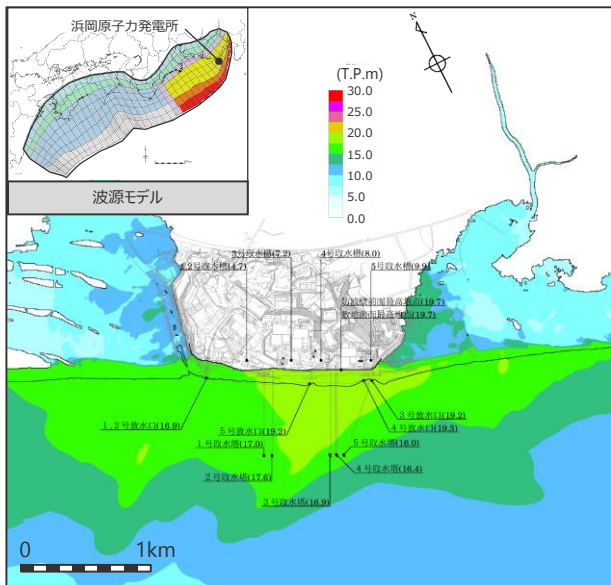 浜岡原子力発電所
波源モデル
(T.P.m)
30.0
25.0
20.0
15.0
10.0
5.0
0.0
3号取水槽(7.2)
4号取水槽(8.0)
1,2号取水槽(4.7)
5号取水槽(9.9)
防波壁前面最高地点(19.7)
敷地前面最高地点(19.7)
1,2号放水口(16.9)
5号放水口(19.2)
3号放水口(19.2)
4号放水口(19.3)
1号取水塔(17.0)
5号取水塔(16.0)
2号取水塔(17.6)
4号取水塔(16.4)
3号取水塔(16.9)
0 1km